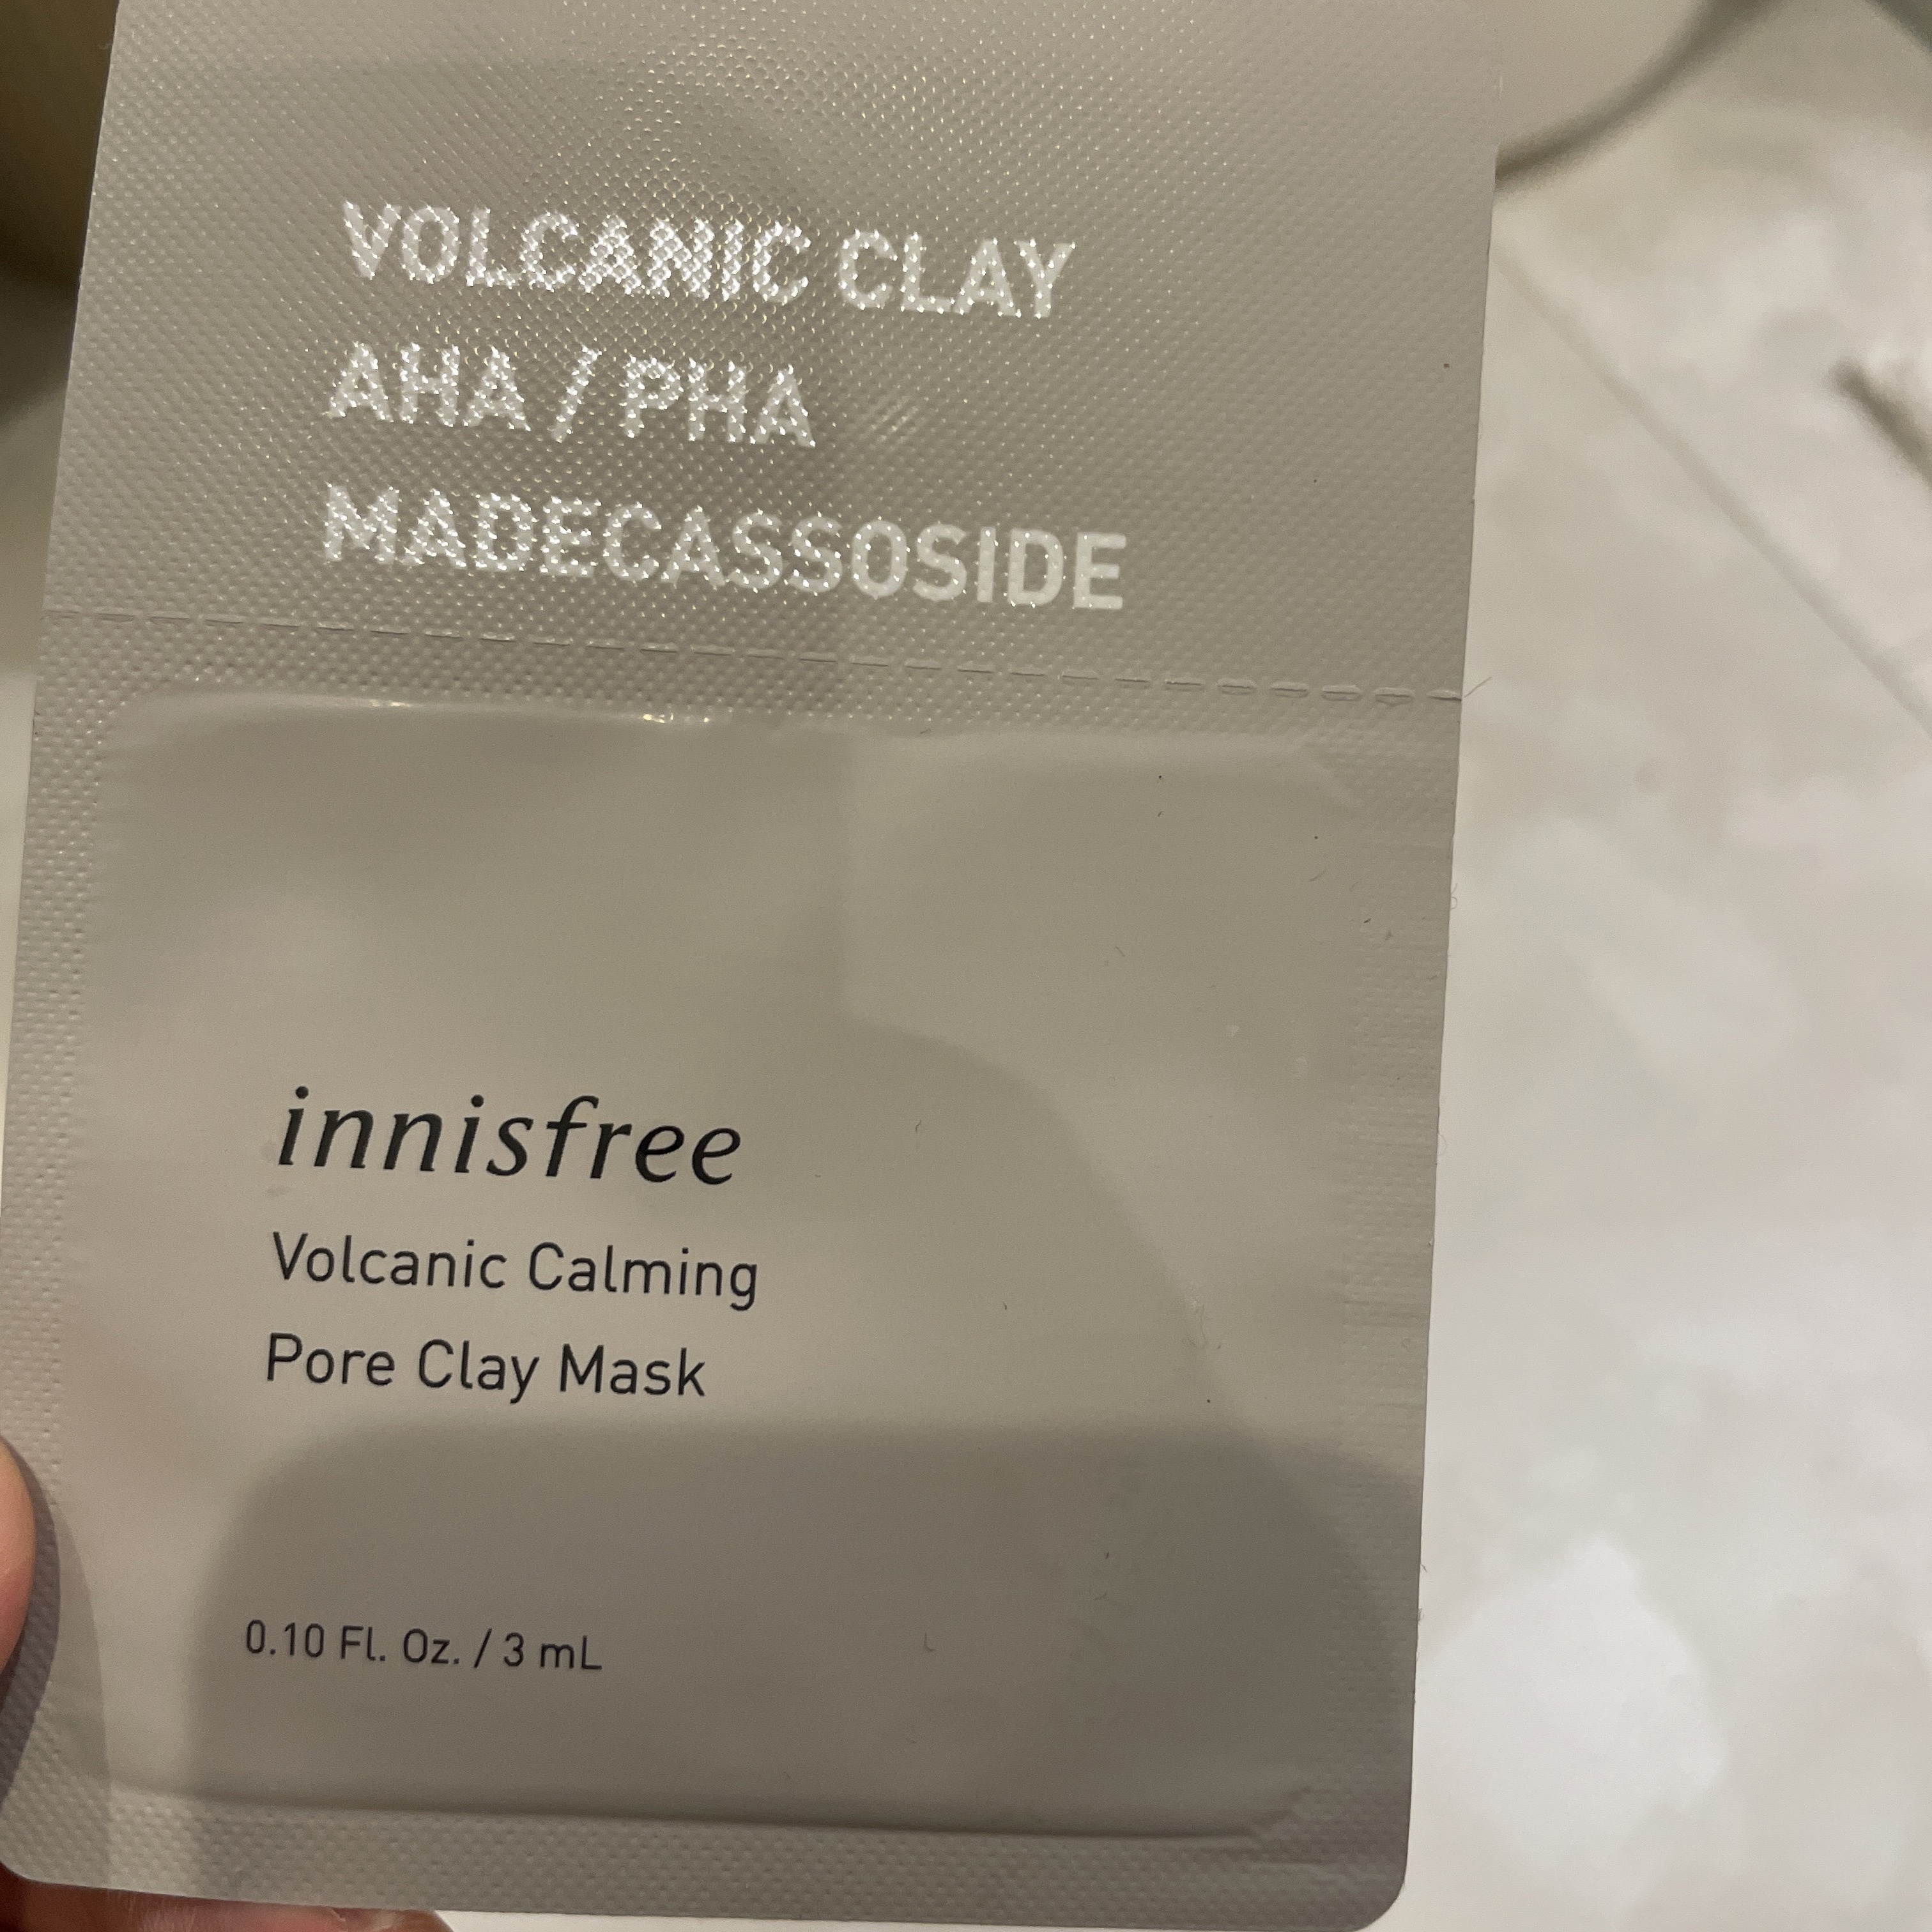 VOLCANIC CLAY
AHA / PHA
MADECASSOSIDE
innisfree
Volcanic Calming
Pore Clay Mask
0.10 Fl. Oz. / 3 mL